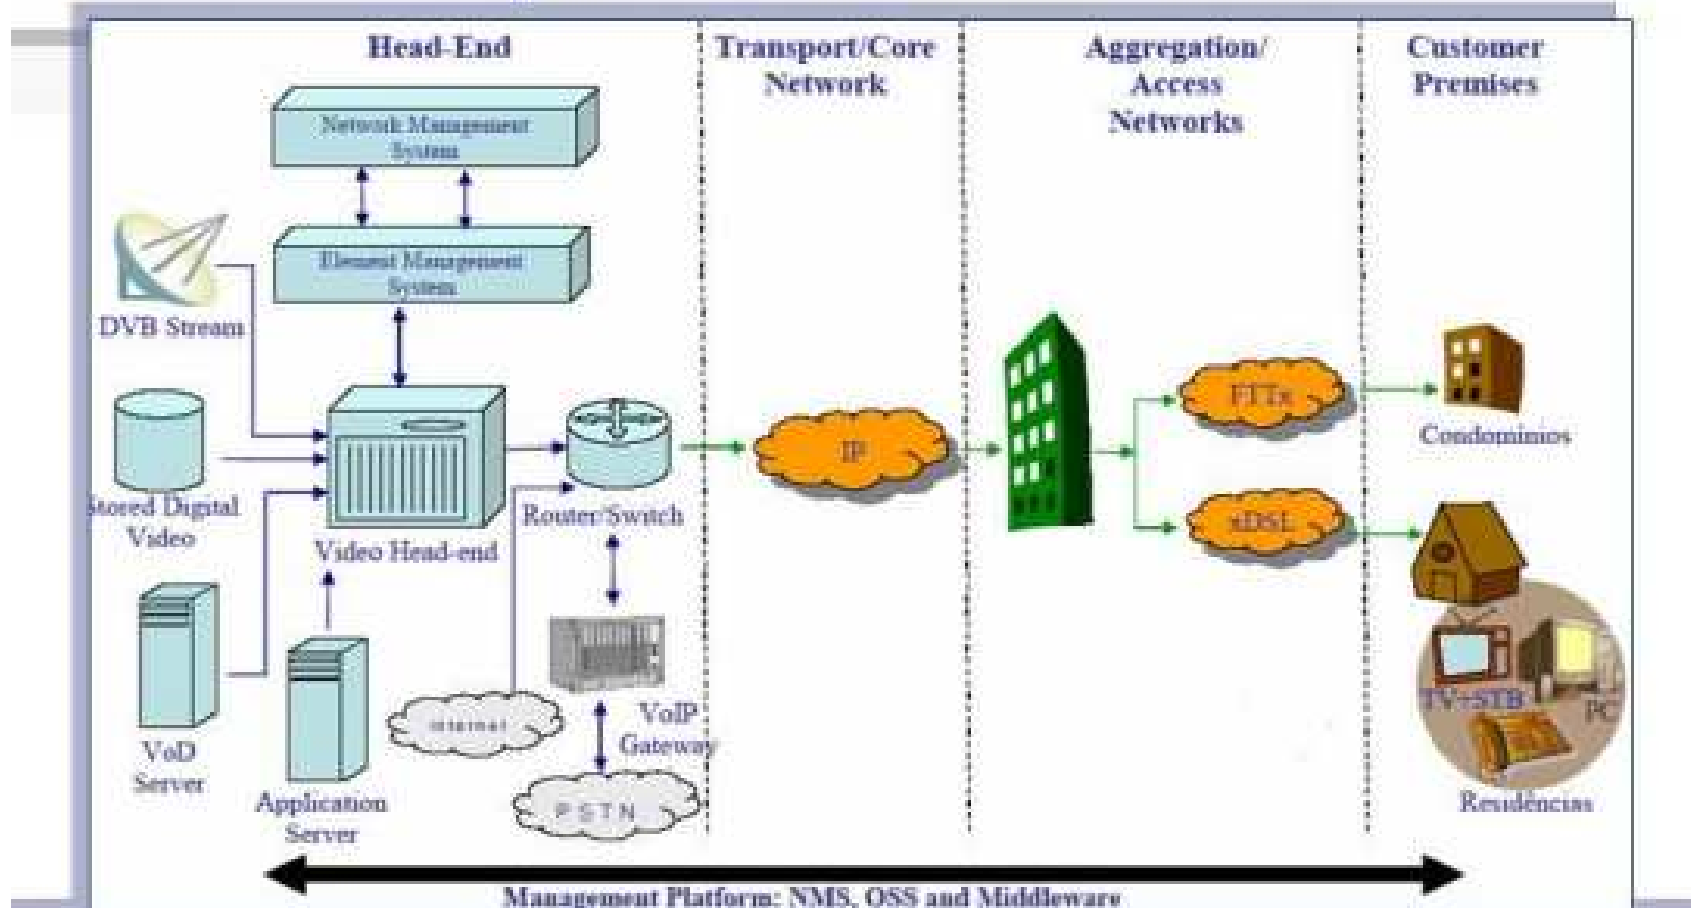 Head-End
Transport/Core
Network
Aggregation/
Access
Networks
Customer
Premises
Network Management
System
Element Management
System
DVB Stream
Stored Digital
Video
Video Head-end
Router/Switch
VoD
Server
Application
Server
Internet
VoIP
Gateway
PSTN
IP
FTTx
xDSL
Condomínios
TV+STB
PC
Residências
Management Platform: NMS, OSS and Middleware